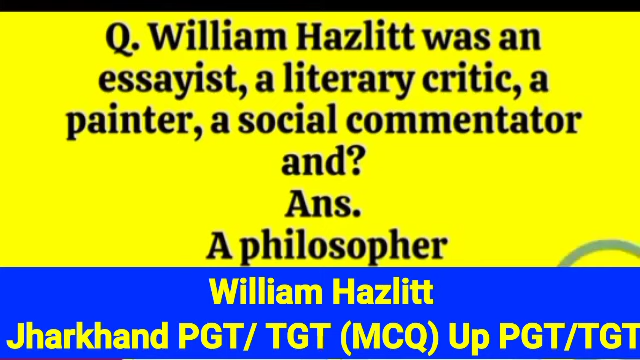 Q. William Hazlitt was an
essayist, a literary critic, a
painter, a social commentator
and?
Ans.
A philosopher
William Hazlitt
Jharkhand PGT/ TGT (MCQ) Up PGT/TGT